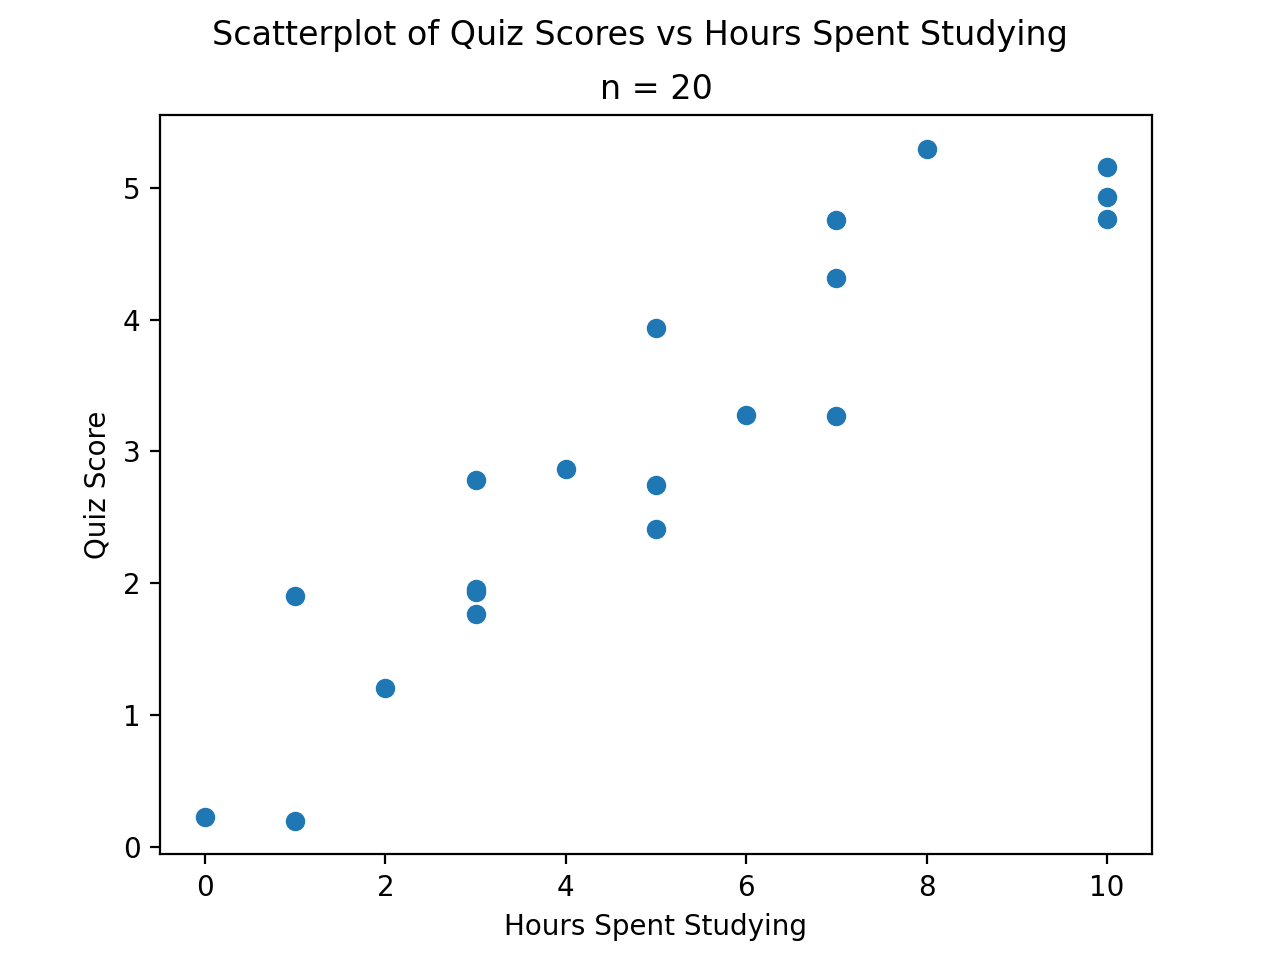 Scatterplot of Quiz Scores vs Hours Spent Studying
n = 20
5
4
3
2
1
0
Quiz Score
0 2 4 6 8 10
Hours Spent Studying